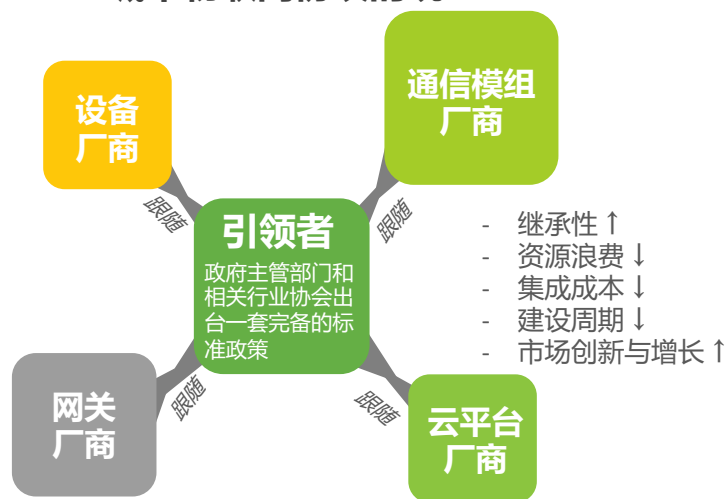 设备
厂商
通信模组
厂商
跟随
跟随
引领者
政府主管部门和
相关行业协会出
台一套完备的标
准政策
- 继承性↑
- 资源浪费↓
- 集成成本↓
- 建设周期↓
- 市场创新与增长↑
跟随
跟随
网关
厂商
云平台
厂商